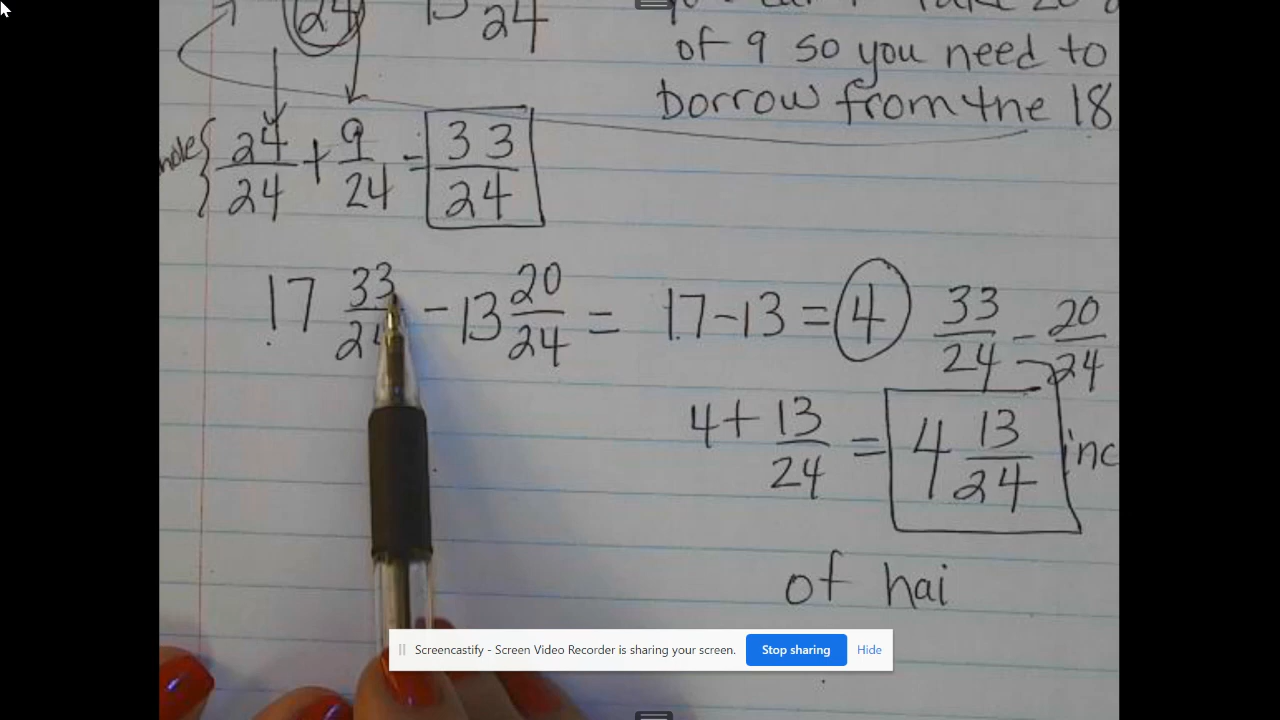 24
24
of 9 so you need to
borrow from the 18
24/24 + 9/24 = 33/24
17 33/24 - 13 20/24 = 17-13 = 4 33/24 - 20/24
4 + 13/24 = 4 13/24 inc
of hai
Screencastify - Screen Video Recorder is sharing your screen. Stop sharing Hide